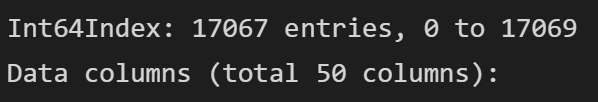 Int64Index: 17067 entries, 0 to 17069
Data columns (total 50 columns):